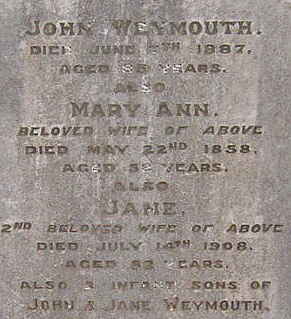 JOHN WEYMOUTH.
DIED JUNE TH 1887.
AGED YEARS.
ALSO
MARY ANN.
BELOVED WIFE OF ABOVE
DIED MAY 22ND 1858.
AGED YEARS.
ALSO
JANE,
2ND BELOVED WIFE OF ABOVE
DIED JULY 14TH 1908.
AGED 82 YEARS.
ALSO 3 INFANT SONS OF
JOHN & JANE WEYMOUTH.